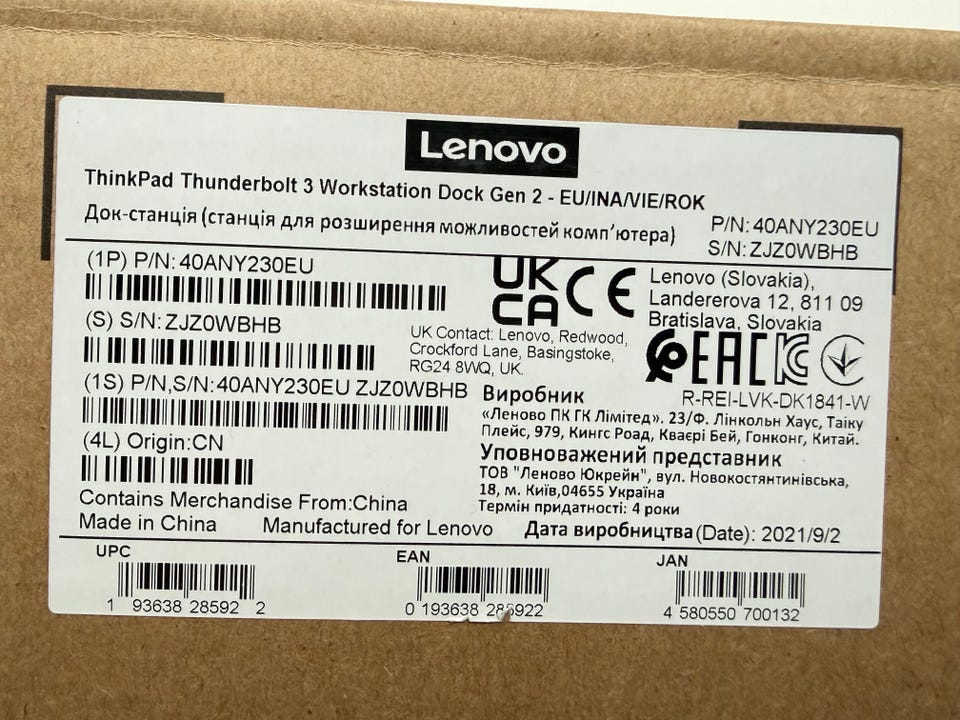 Lenovo
ThinkPad Thunderbolt 3 Workstation Dock Gen 2 - EU/INA/VIE/ROK
Док-станція (станція для розширення можливостей комп'ютера)
P/N: 40ANY230EU
S/N: ZJZ0WBHB
(1P) P/N: 40ANY230EU
(S) S/N: ZJZ0WBHB
(1S) P/N,S/N: 40ANY230EU ZJZ0WBHB
(4L) Origin:CN
Contains Merchandise From:China
Made in China Manufactured for Lenovo
UK
CA
CE
UK Contact: Lenovo, Redwood,
Crockford Lane, Basingstoke,
RG24 8WQ, UK.
Lenovo (Slovakia),
Landererova 12, 811 09
Bratislava, Slovakia
EAC
R-REI-LVK-DK1841-W
Виробник
«Леново ПК ГК Лімітед». 23/Ф. Лінкольн Хаус, Таіку
Плейс, 979, Кингс Роад, Кваєрі Бей, Гонконг, Китай.
Уповноважений представник
ТОВ "Леново Юкрейн", вул. Новокостянтинівська,
18, м. Київ,04655 Україна
Термін придатності: 4 роки
Дата виробництва (Date): 2021/9/2
UPC
1 93638 28592 2
EAN
0 193638 285922
JAN
4 580550 700132